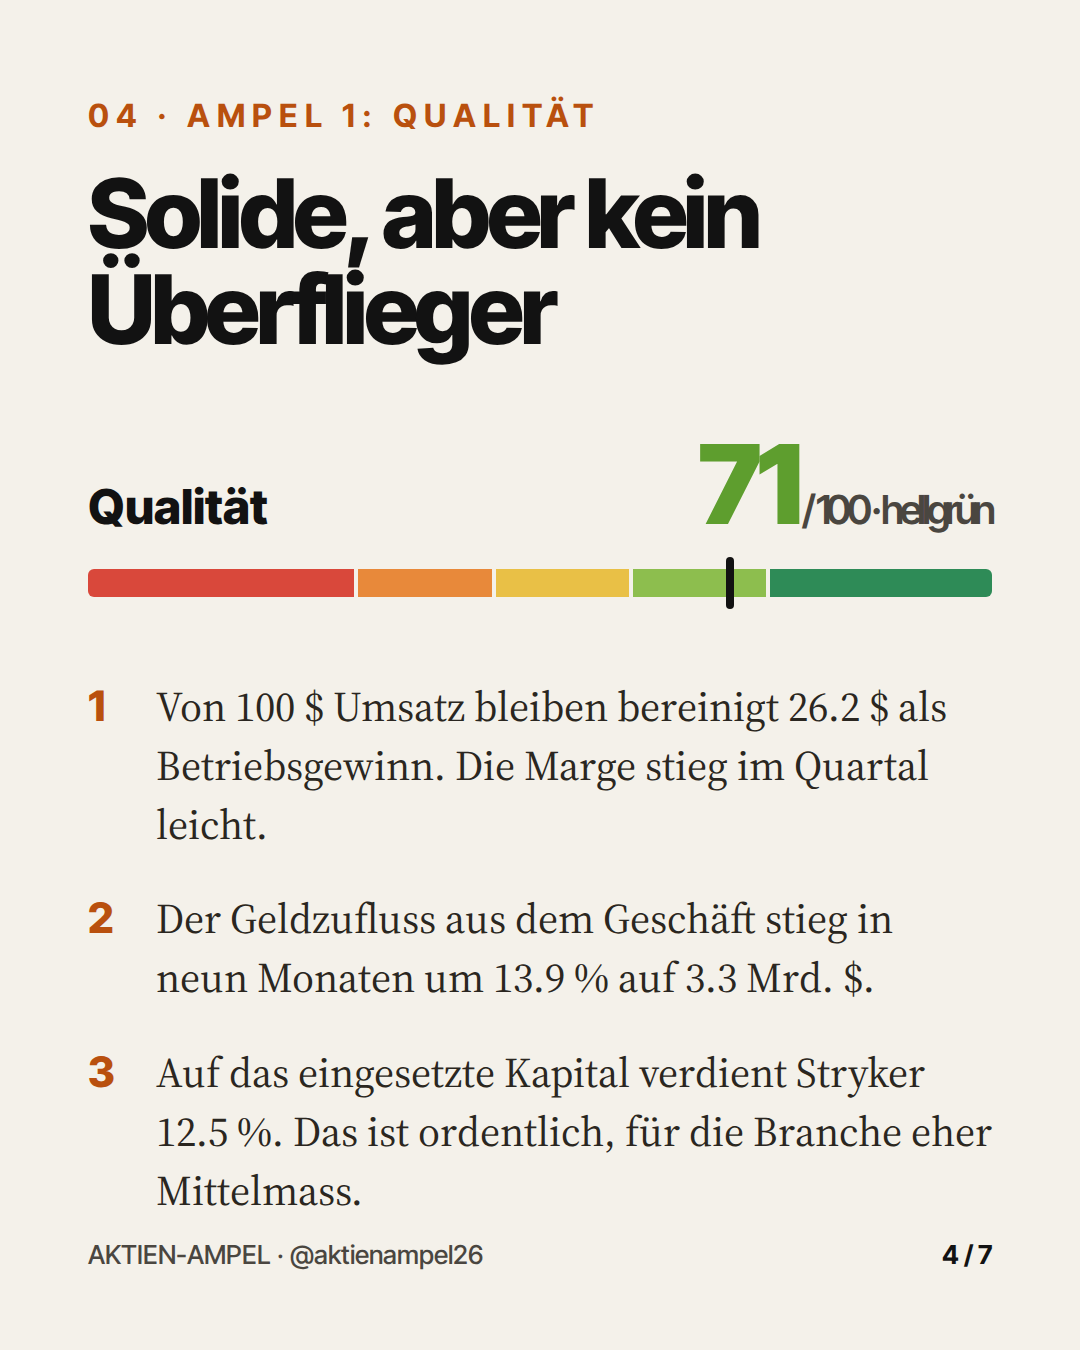 04 · AMPEL 1: QUALITÄT
Solide, aber kein
Überflieger
Qualität 71/100 · hellgrün
1 Von 100 $ Umsatz bleiben bereinigt 26.2 $ als
Betriebsgewinn. Die Marge stieg im Quartal
leicht.
2 Der Geldzufluss aus dem Geschäft stieg in
neun Monaten um 13.9 % auf 3.3 Mrd. $.
3 Auf das eingesetzte Kapital verdient Stryker
12.5 %. Das ist ordentlich, für die Branche eher
Mittelmass.
AKTIEN-AMPEL · @aktienampel26 4 / 7